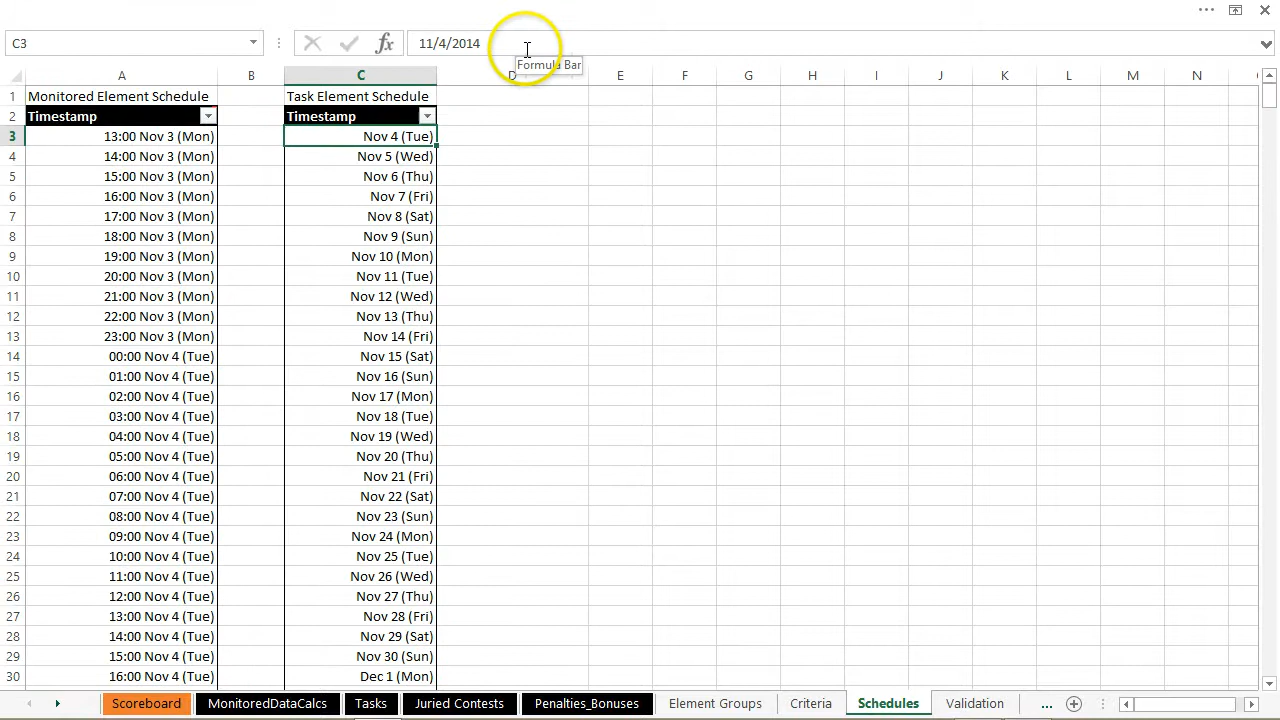 C3 11/4/2014
Formula Bar
A B C D E F G H I J K L M N
1 Monitored Element Schedule Task Element Schedule
2 Timestamp Timestamp
3 13:00 Nov 3 (Mon) Nov 4 (Tue)
4 14:00 Nov 3 (Mon) Nov 5 (Wed)
5 15:00 Nov 3 (Mon) Nov 6 (Thu)
6 16:00 Nov 3 (Mon) Nov 7 (Fri)
7 17:00 Nov 3 (Mon) Nov 8 (Sat)
8 18:00 Nov 3 (Mon) Nov 9 (Sun)
9 19:00 Nov 3 (Mon) Nov 10 (Mon)
10 20:00 Nov 3 (Mon) Nov 11 (Tue)
11 21:00 Nov 3 (Mon) Nov 12 (Wed)
12 22:00 Nov 3 (Mon) Nov 13 (Thu)
13 23:00 Nov 3 (Mon) Nov 14 (Fri)
14 00:00 Nov 4 (Tue) Nov 15 (Sat)
15 01:00 Nov 4 (Tue) Nov 16 (Sun)
16 02:00 Nov 4 (Tue) Nov 17 (Mon)
17 03:00 Nov 4 (Tue) Nov 18 (Tue)
18 04:00 Nov 4 (Tue) Nov 19 (Wed)
19 05:00 Nov 4 (Tue) Nov 20 (Thu)
20 06:00 Nov 4 (Tue) Nov 21 (Fri)
21 07:00 Nov 4 (Tue) Nov 22 (Sat)
22 08:00 Nov 4 (Tue) Nov 23 (Sun)
23 09:00 Nov 4 (Tue) Nov 24 (Mon)
24 10:00 Nov 4 (Tue) Nov 25 (Tue)
25 11:00 Nov 4 (Tue) Nov 26 (Wed)
26 12:00 Nov 4 (Tue) Nov 27 (Thu)
27 13:00 Nov 4 (Tue) Nov 28 (Fri)
28 14:00 Nov 4 (Tue) Nov 29 (Sat)
29 15:00 Nov 4 (Tue) Nov 30 (Sun)
30 16:00 Nov 4 (Tue) Dec 1 (Mon)
Scoreboard MonitoredDataCalcs Tasks Juried Contests Penalties_Bonuses Element Groups Criteria Schedules Validation ...